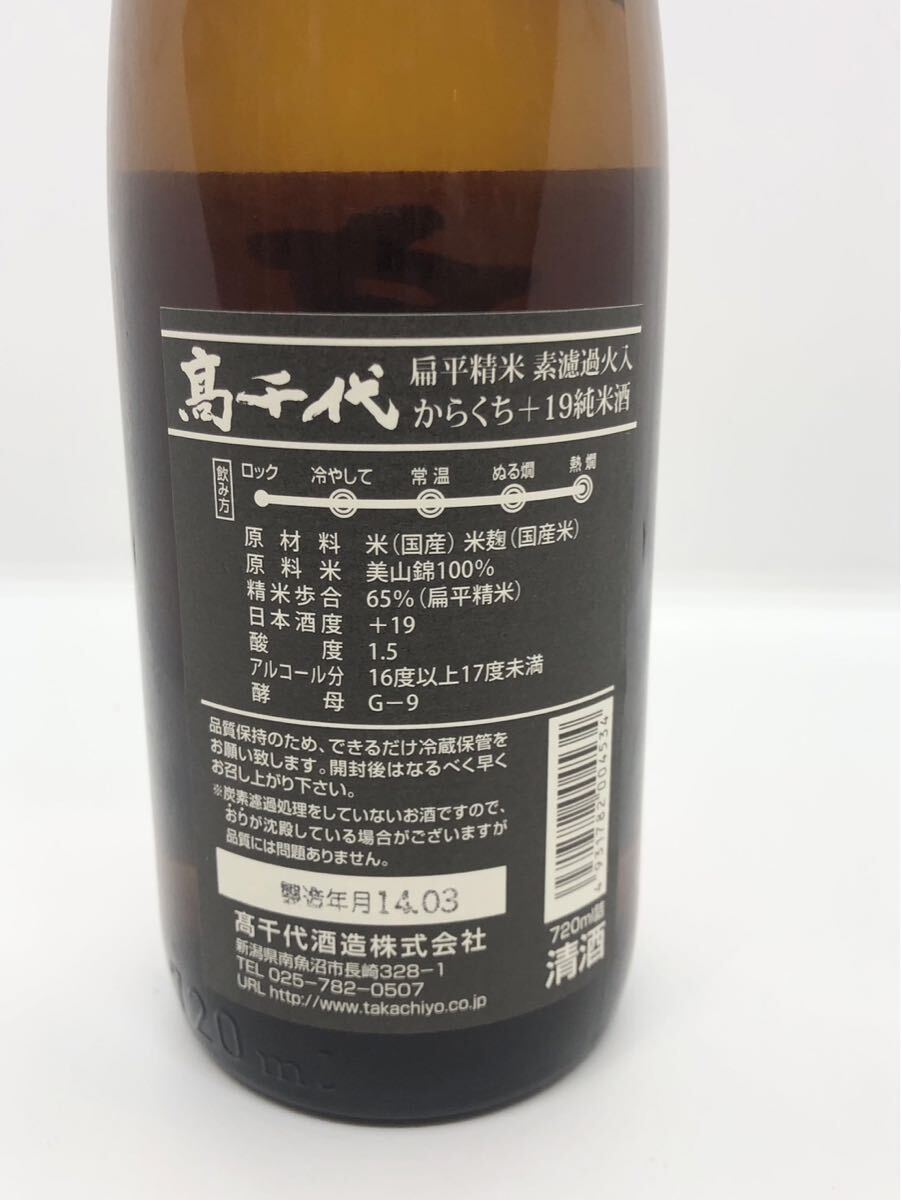 髙千代
扁平精米 素濾過火入
からくち+19純米酒
飲み方
ロック 冷やして 常温 ぬる燗 熱燗
原材料 米(国産) 米麹(国産米)
原料米 美山錦100%
精米歩合 65%(扁平精米)
日本酒度 +19
酸度 1.5
アルコール分 16度以上17度未満
酵母 G-9
品質保持のため、できるだけ冷蔵保管を
お願い致します。開封後はなるべく早く
お召し上がり下さい。
※炭素濾過処理をしていないお酒ですので、
おりが沈殿している場合がございますが
品質には問題ありません。
製造年月14.03
髙千代酒造株式会社
新潟県南魚沼市長崎328-1
TEL 025-782-0507
URL http://www.takachiyo.co.jp
4931782004534
720ml詰
清酒
720ml